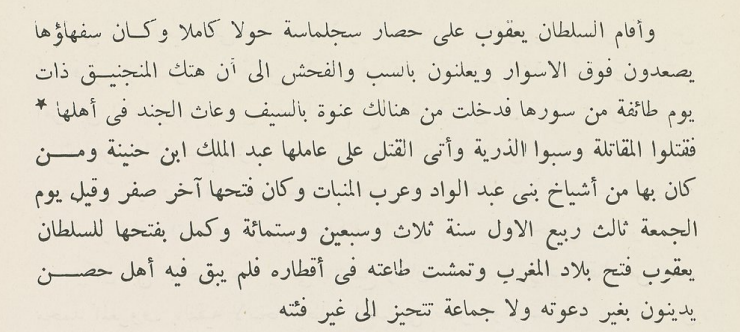 وأقام السلطان يعقوب على حصار سجلماسة حولا كاملا وكان سفهاؤها
يصعدون فوق الاسوار ويعلنون بالسب والفحش الى أن هتك المنجنيق ذات
يوم طائفة من سورها فدخلت من هنالك عنوة بالسيف وعاث الجند فى أهلها *
فقتلوا المقاتلة وسبوا الذرية وأتى القتل على عاملها عبد الملك ابن حنينة ومن
كان بها من أشياخ بنى عبد الواد وعرب المنبات وكان فتحها آخر صفر وقيل يوم
الجمعة ثالث ربيع الاول سنة ثلاث وسبعين وستمائة وكمل بفتحها للسلطان
يعقوب فتح بلاد المغرب وتمشت طاعته فى أقطاره فلم يبق فيه أهل حصن
يدينون بغير دعوته ولا جماعة تتحيز الى غير فئته